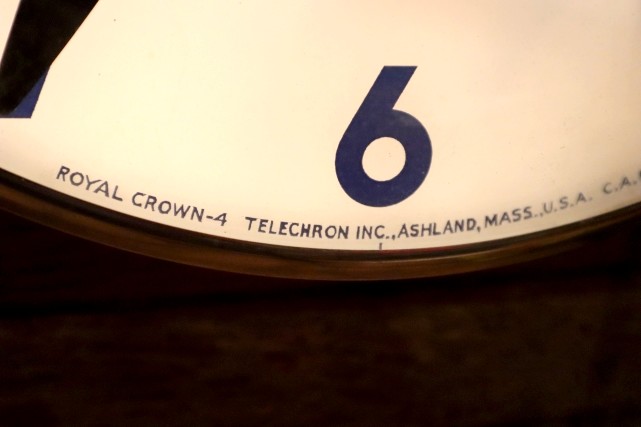 6
ROYAL CROWN-4 TELECHRON INC., ASHLAND, MASS., U.S.A. C.A.